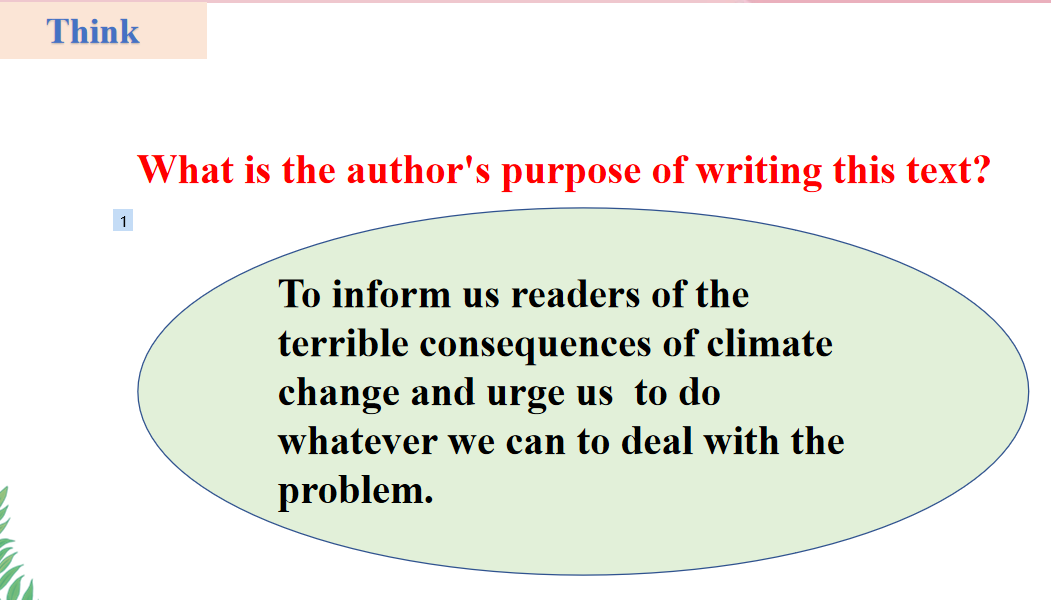 Think
What is the author's purpose of writing this text?
1
To inform us readers of the
terrible consequences of climate
change and urge us  to do
whatever we can to deal with the
problem.